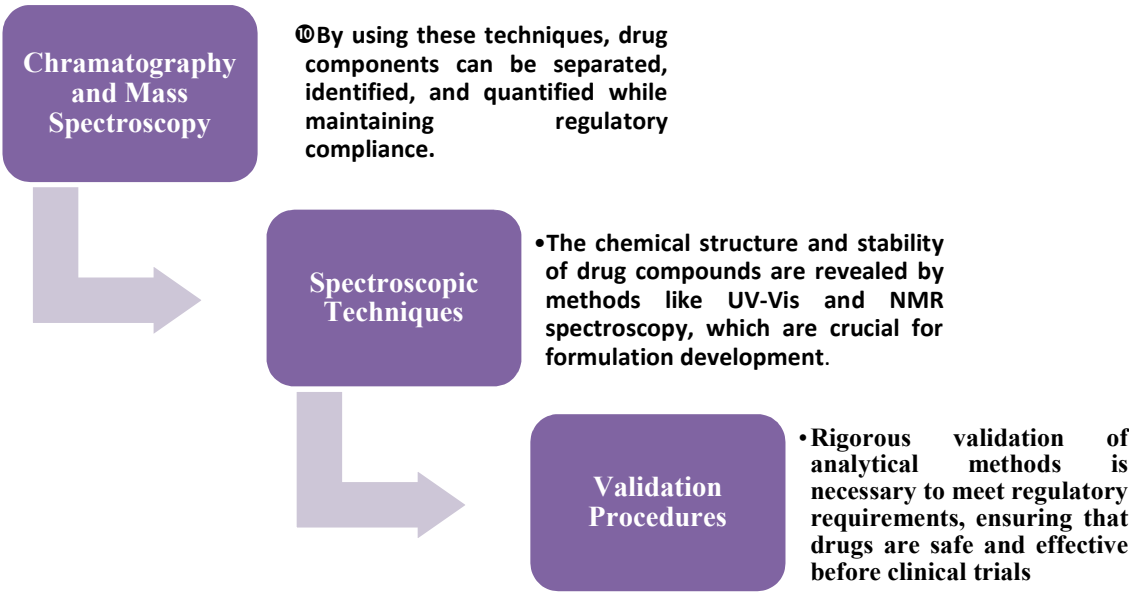 Chramatography
and Mass
Spectroscopy
❿By using these techniques, drug
components can be separated,
identified, and quantified while
maintaining regulatory
compliance.
Spectroscopic
Techniques
•The chemical structure and stability
of drug compounds are revealed by
methods like UV-Vis and NMR
spectroscopy, which are crucial for
formulation development.
Validation
Procedures
•Rigorous validation of
analytical methods is
necessary to meet regulatory
requirements, ensuring that
drugs are safe and effective
before clinical trials